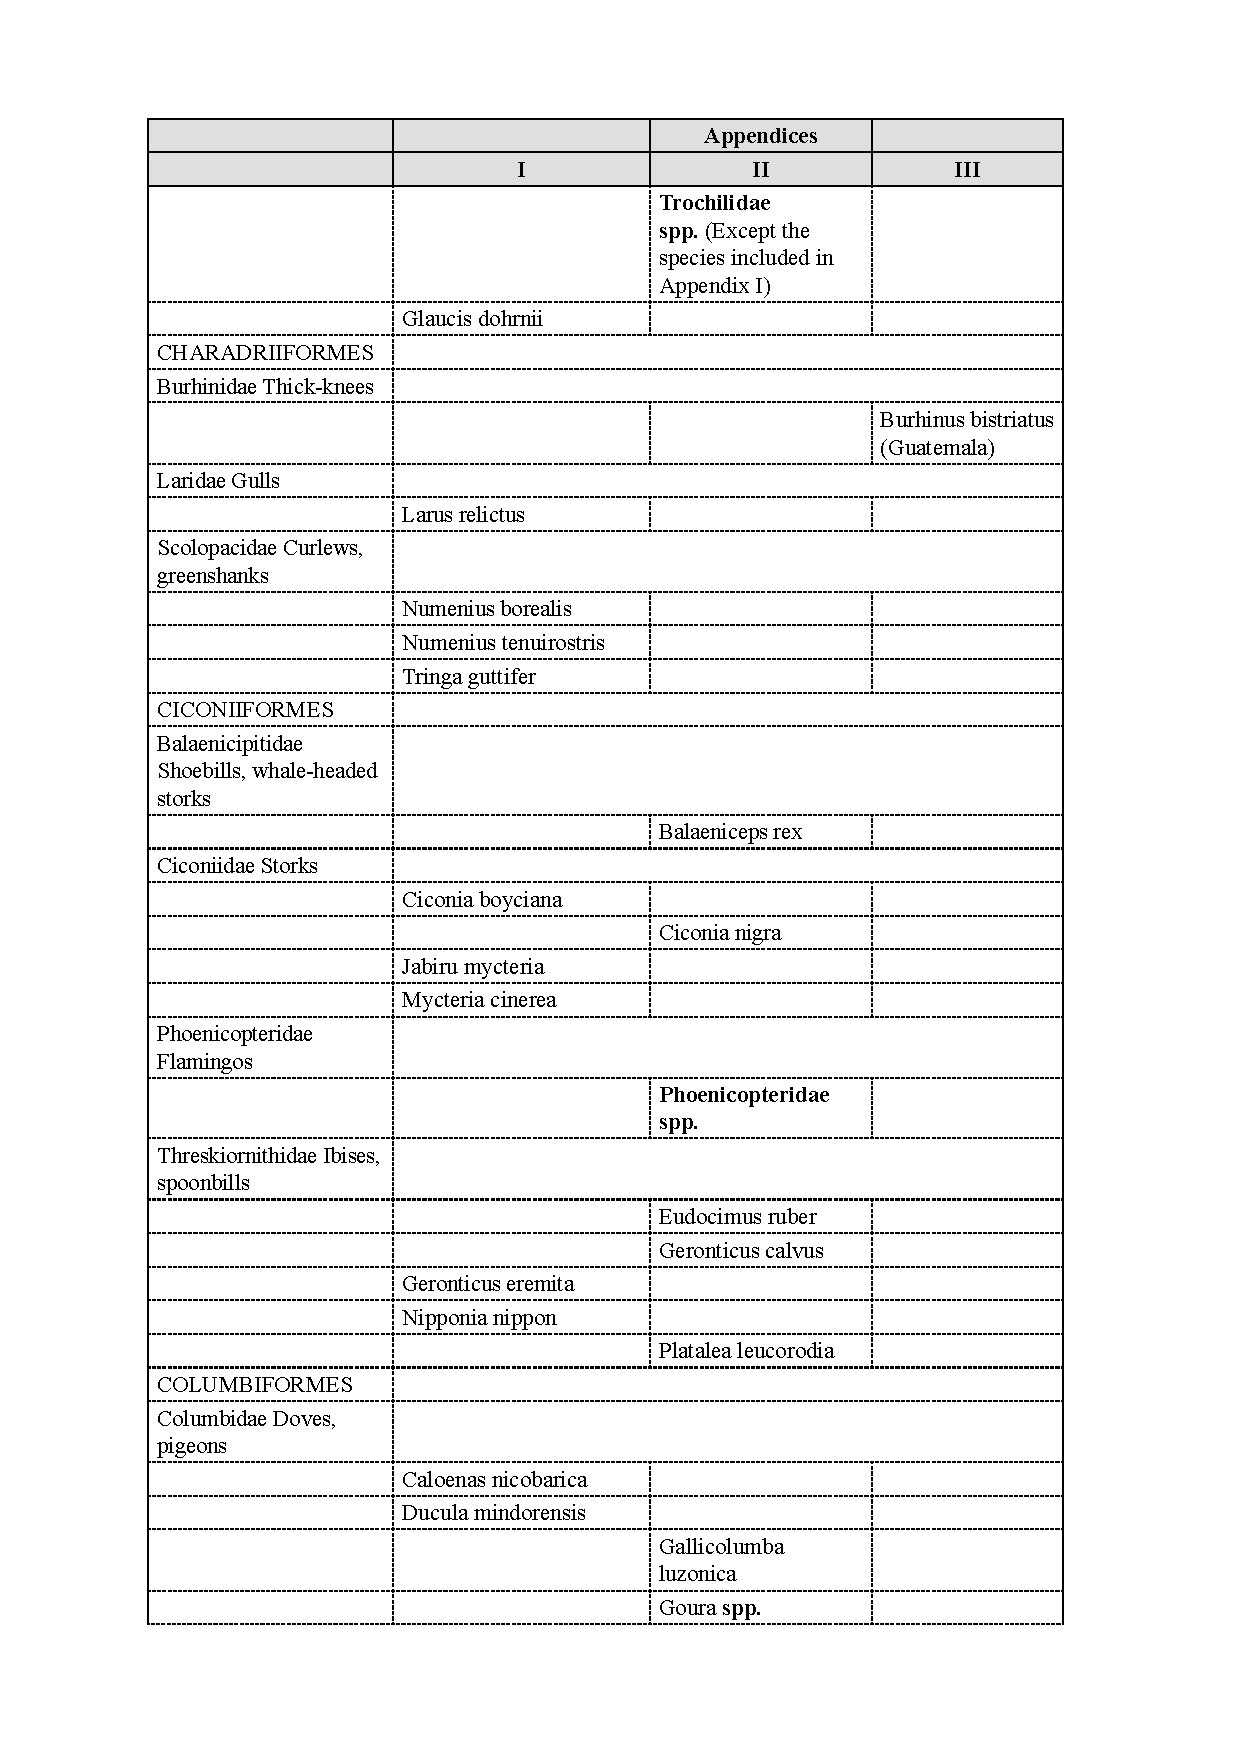 Appendices
I II III
Trochilidae
spp. (Except the
species included in
Appendix I)
Glaucis dohrnii
CHARADRIIFORMES
Burhinidae Thick-knees
Burhinus bistriatus
(Guatemala)
Laridae Gulls
Larus relictus
Scolopacidae Curlews,
greenshanks
Numenius borealis
Numenius tenuirostris
Tringa guttifer
CICONIIFORMES
Balaenicipitidae
Shoebills, whale-headed
storks
Balaeniceps rex
Ciconiidae Storks
Ciconia boyciana
Ciconia nigra
Jabiru mycteria
Mycteria cinerea
Phoenicopteridae
Flamingos
Phoenicopteridae
spp.
Threskiornithidae Ibises,
spoonbills
Eudocimus ruber
Geronticus calvus
Geronticus eremita
Nipponia nippon
Platalea leucorodia
COLUMBIFORMES
Columbidae Doves,
pigeons
Caloenas nicobarica
Ducula mindorensis
Gallicolumba
luzonica
Goura spp.